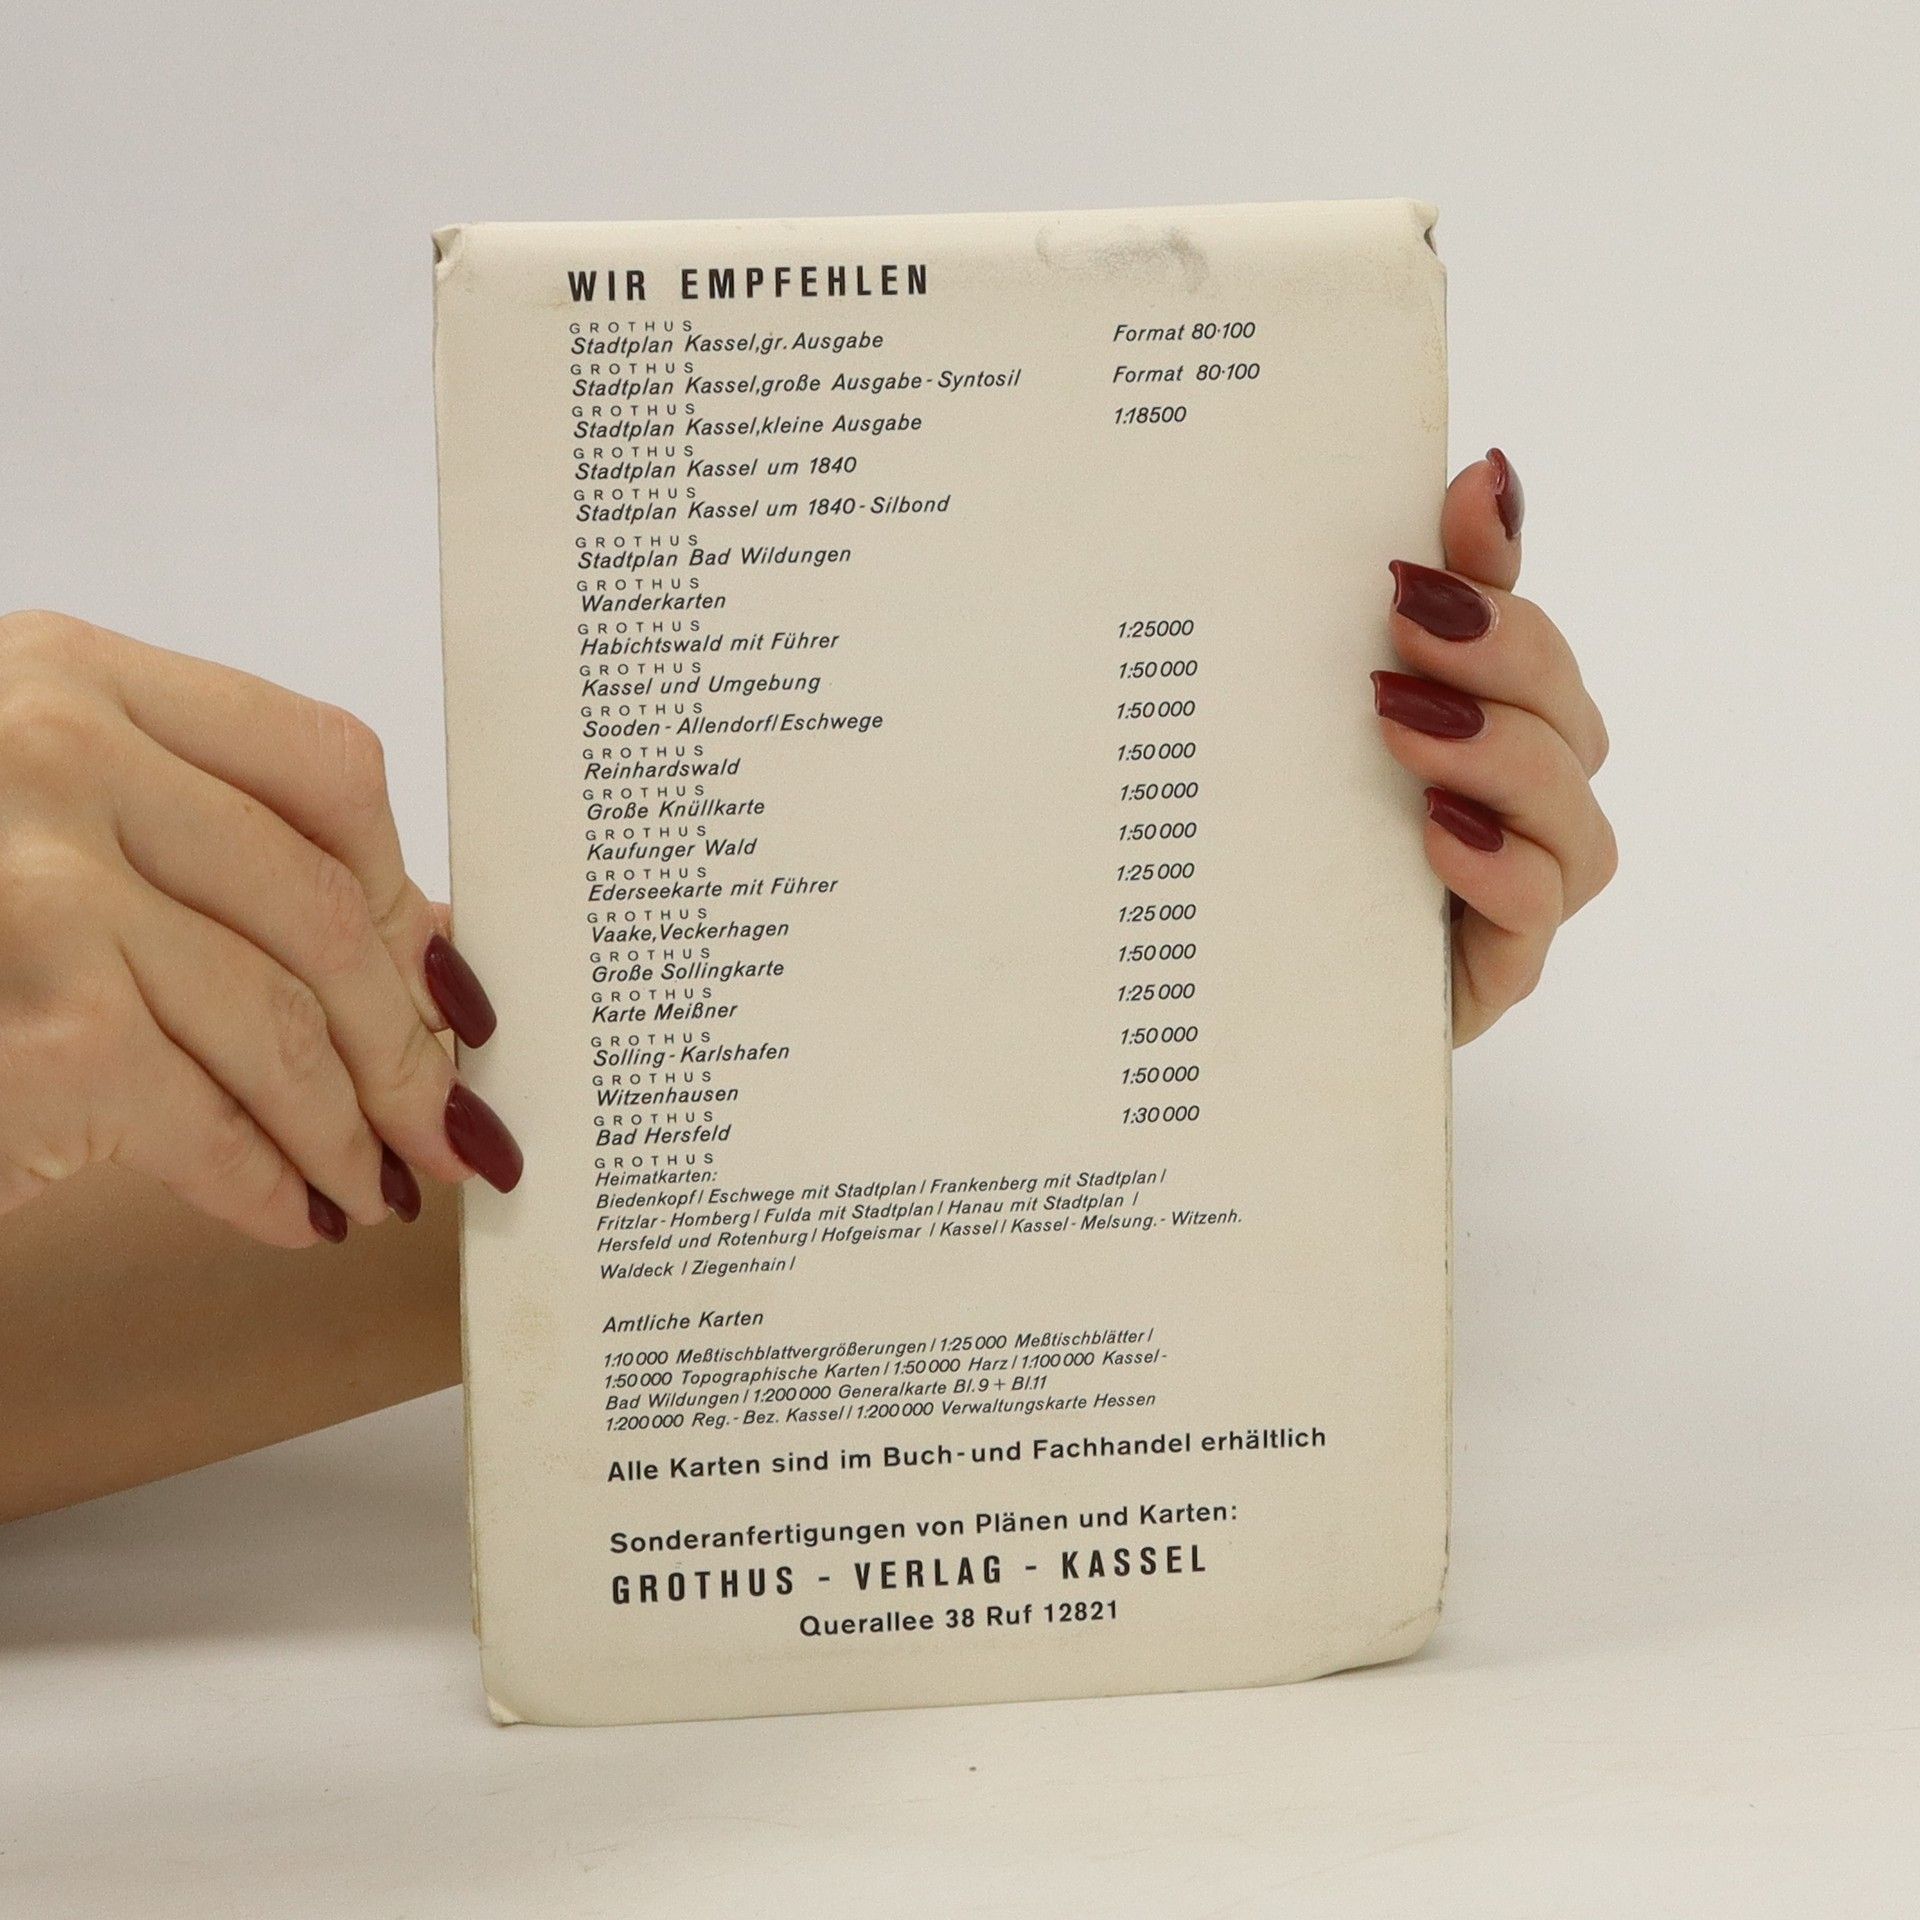 WIR EMPFEHLEN
GROTHUS
Stadtplan Kassel,gr. Ausgabe Format 80·100
GROTHUS
Stadtplan Kassel,große Ausgabe - Syntosil Format 80·100
GROTHUS
Stadtplan Kassel,kleine Ausgabe 1:18500
GROTHUS
Stadtplan Kassel um 1840
GROTHUS
Stadtplan Kassel um 1840 - Silbond
GROTHUS
Stadtplan Bad Wildungen
GROTHUS
Wanderkarten
GROTHUS
Habichtswald mit Führer 1:25000
GROTHUS
Kassel und Umgebung 1:50 000
GROTHUS
Sooden - Allendorf/Eschwege 1:50 000
GROTHUS
Reinhardswald 1:50 000
GROTHUS
Große Knüllkarte 1:50 000
GROTHUS
Kaufunger Wald 1:50 000
GROTHUS
Ederseekarte mit Führer 1:25 000
GROTHUS
Vaake,Veckerhagen 1:25 000
GROTHUS
Große Sollingkarte 1:50 000
GROTHUS
Karte Meißner 1:25 000
GROTHUS
Solling - Karlshafen 1:50 000
GROTHUS
Witzenhausen 1:50 000
GROTHUS
Bad Hersfeld 1:30 000
GROTHUS
Heimatkarten:
Biedenkopf / Eschwege mit Stadtplan / Frankenberg mit Stadtplan /
Fritzlar - Homberg / Fulda mit Stadtplan / Hanau mit Stadtplan /
Hersfeld und Rotenburg / Hofgeismar / Kassel / Kassel - Melsung. - Witzenh.
Waldeck / Ziegenhain /
Amtliche Karten
1:10 000 Meßtischblattvergrößerungen / 1:25 000 Meßtischblätter /
1:50 000 Topographische Karten / 1:50 000 Harz / 1:100 000 Kassel -
Bad Wildungen / 1:200 000 Generalkarte Bl. 9 + Bl.11
1:200 000 Reg. - Bez. Kassel / 1:200 000 Verwaltungskarte Hessen
Alle Karten sind im Buch - und Fachhandel erhältlich
Sonderanfertigungen von Plänen und Karten:
GROTHUS - VERLAG - KASSEL
Querallee 38 Ruf 12821